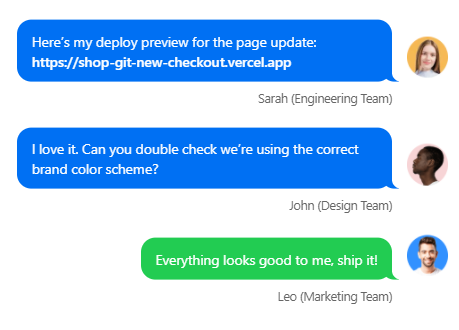 Here’s my deploy preview for the page update:
https://shop-git-new-checkout.vercel.app
Sarah (Engineering Team)
I love it. Can you double check we’re using the correct
brand color scheme?
John (Design Team)
Everything looks good to me, ship it!
Leo (Marketing Team)